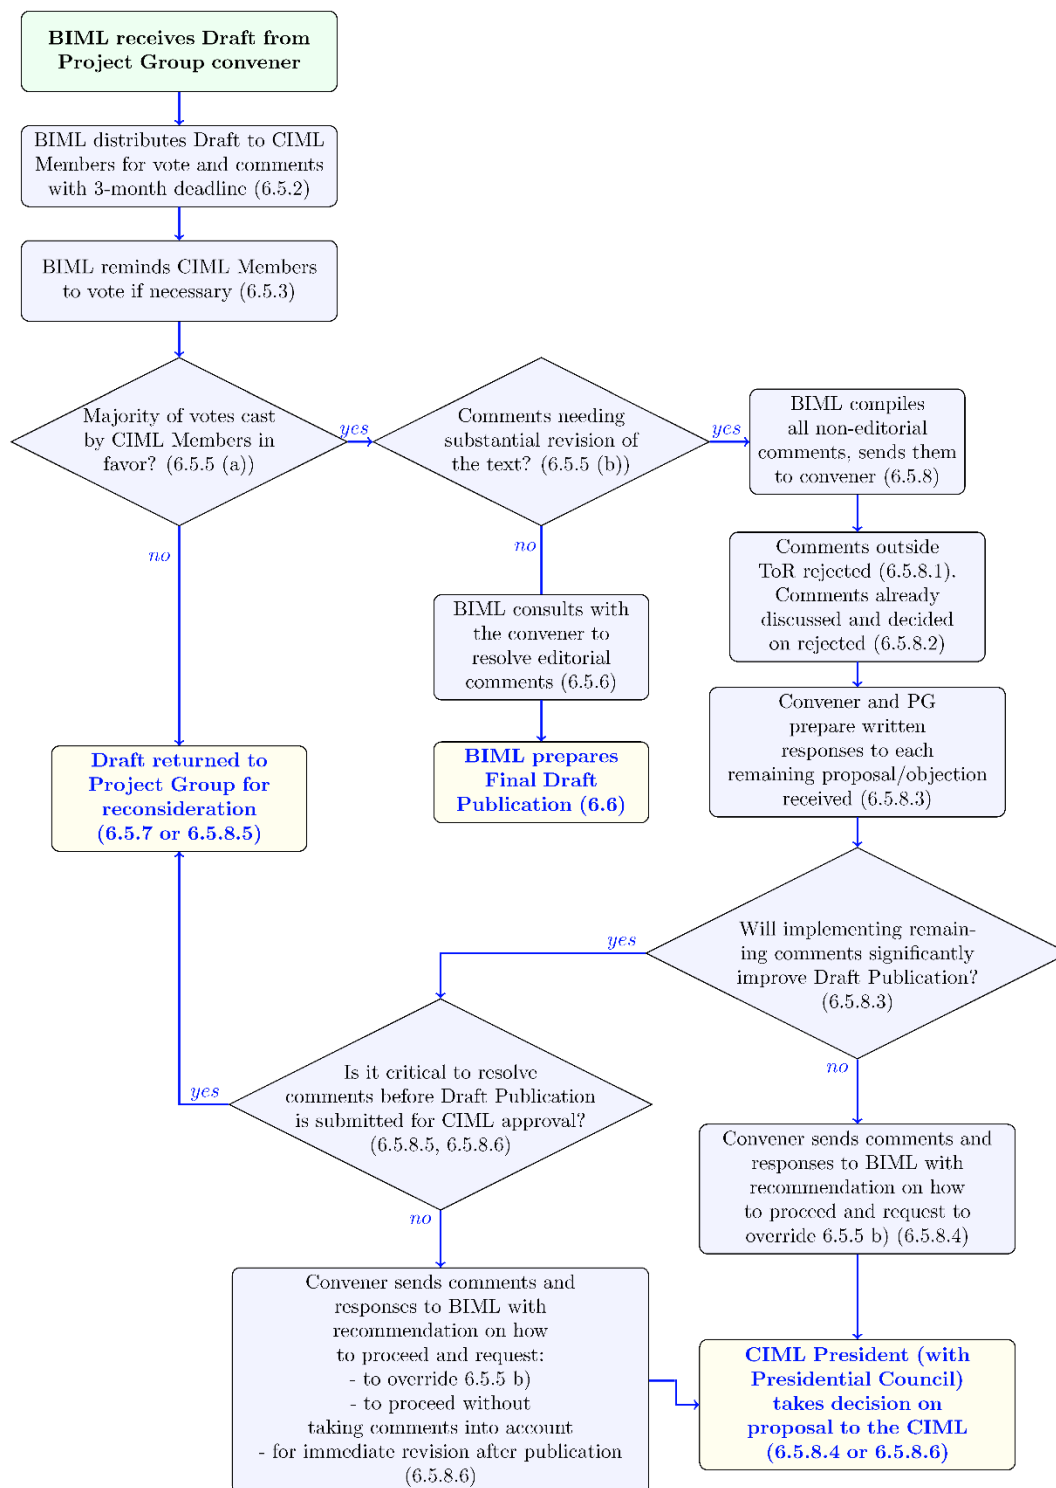 BIML receives Draft from
Project Group convener
BIML distributes Draft to CIML
Members for vote and comments
with 3-month deadline (6.5.2)
BIML reminds CIML Members
to vote if necessary (6.5.3)
Majority of votes cast
by CIML Members in
favor? (6.5.5 (a))
yes
Comments needing
substantial revision of
the text? (6.5.5 (b))
yes
BIML compiles
all non-editorial
comments, sends them
to convener (6.5.8)
no
no
BIML consults with
the convener to
resolve editorial
comments (6.5.6)
Comments outside
ToR rejected (6.5.8.1).
Comments already
discussed and decided
on rejected (6.5.8.2)
Draft returned to
Project Group for
reconsideration
(6.5.7 or 6.5.8.5)
BIML prepares
Final Draft
Publication (6.6)
Convener and PG
prepare written
responses to each
remaining proposal/objection
received (6.5.8.3)
Will implementing remain-
ing comments significantly
improve Draft Publication?
(6.5.8.3)
yes
no
Is it critical to resolve
comments before Draft Publication
is submitted for CIML approval?
(6.5.8.5, 6.5.8.6)
yes
no
Convener sends comments and
responses to BIML with
recommendation on how
to proceed and request to
override 6.5.5 b) (6.5.8.4)
Convener sends comments and
responses to BIML with
recommendation on how
to proceed and request:
- to override 6.5.5 b)
- to proceed without
taking comments into account
- for immediate revision after publication
(6.5.8.6)
CIML President (with
Presidential Council)
takes decision on
proposal to the CIML
(6.5.8.4 or 6.5.8.6)